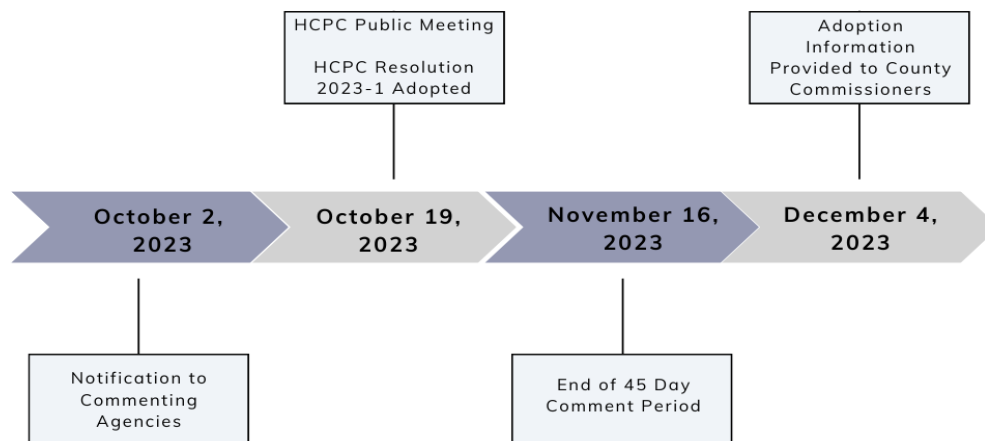 HCPC Public Meeting
HCPC Resolution
2023-1 Adopted
Adoption
Information
Provided to County
Commissioners
October 2,
2023
October 19,
2023
November 16,
2023
December 4,
2023
Notification to
Commenting
Agencies
End of 45 Day
Comment Period